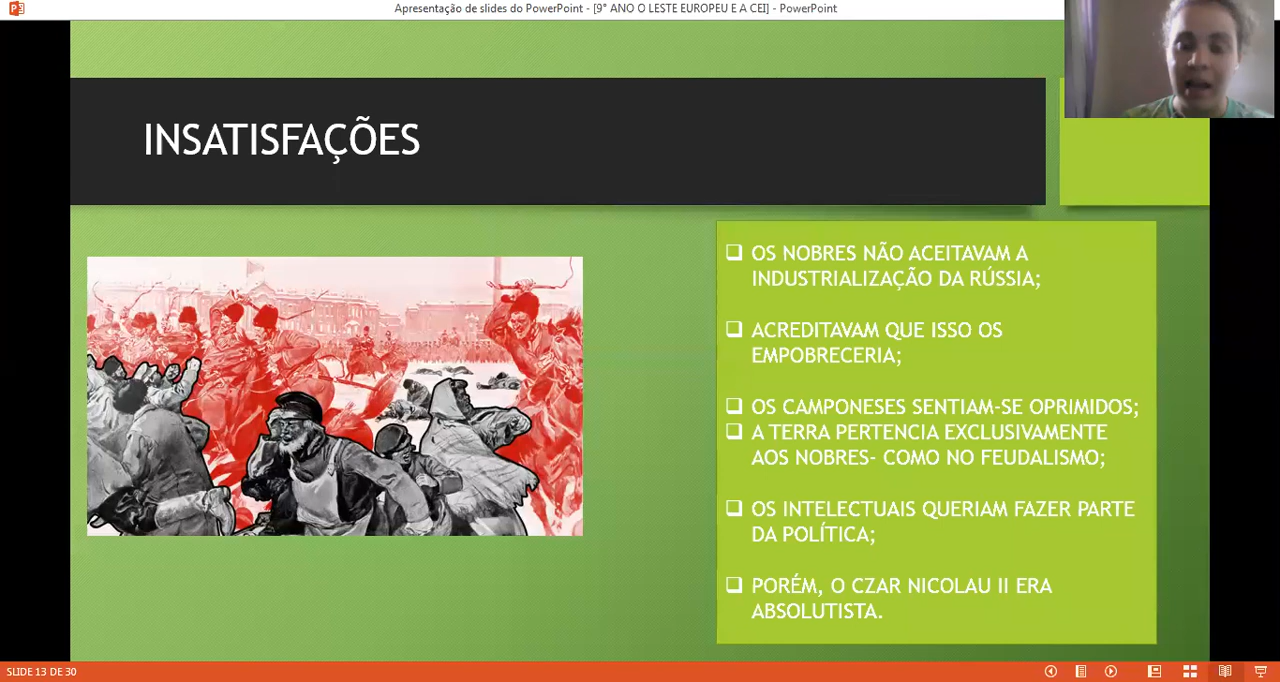 Apresentação de slides do PowerPoint - [9° ANO O LESTE EUROPEU E A CEI] - PowerPoint
INSATISFAÇÕES
OS NOBRES NÃO ACEITAVAM A
INDUSTRIALIZAÇÃO DA RÚSSIA;
ACREDITAVAM QUE ISSO OS
EMPOBRECERIA;
OS CAMPONESES SENTIAM-SE OPRIMIDOS;
A TERRA PERTENCIA EXCLUSIVAMENTE
AOS NOBRES- COMO NO FEUDALISMO;
OS INTELECTUAIS QUERIAM FAZER PARTE
DA POLÍTICA;
PORÉM, O CZAR NICOLAU II ERA
ABSOLUTISTA.
SLIDE 13 DE 30